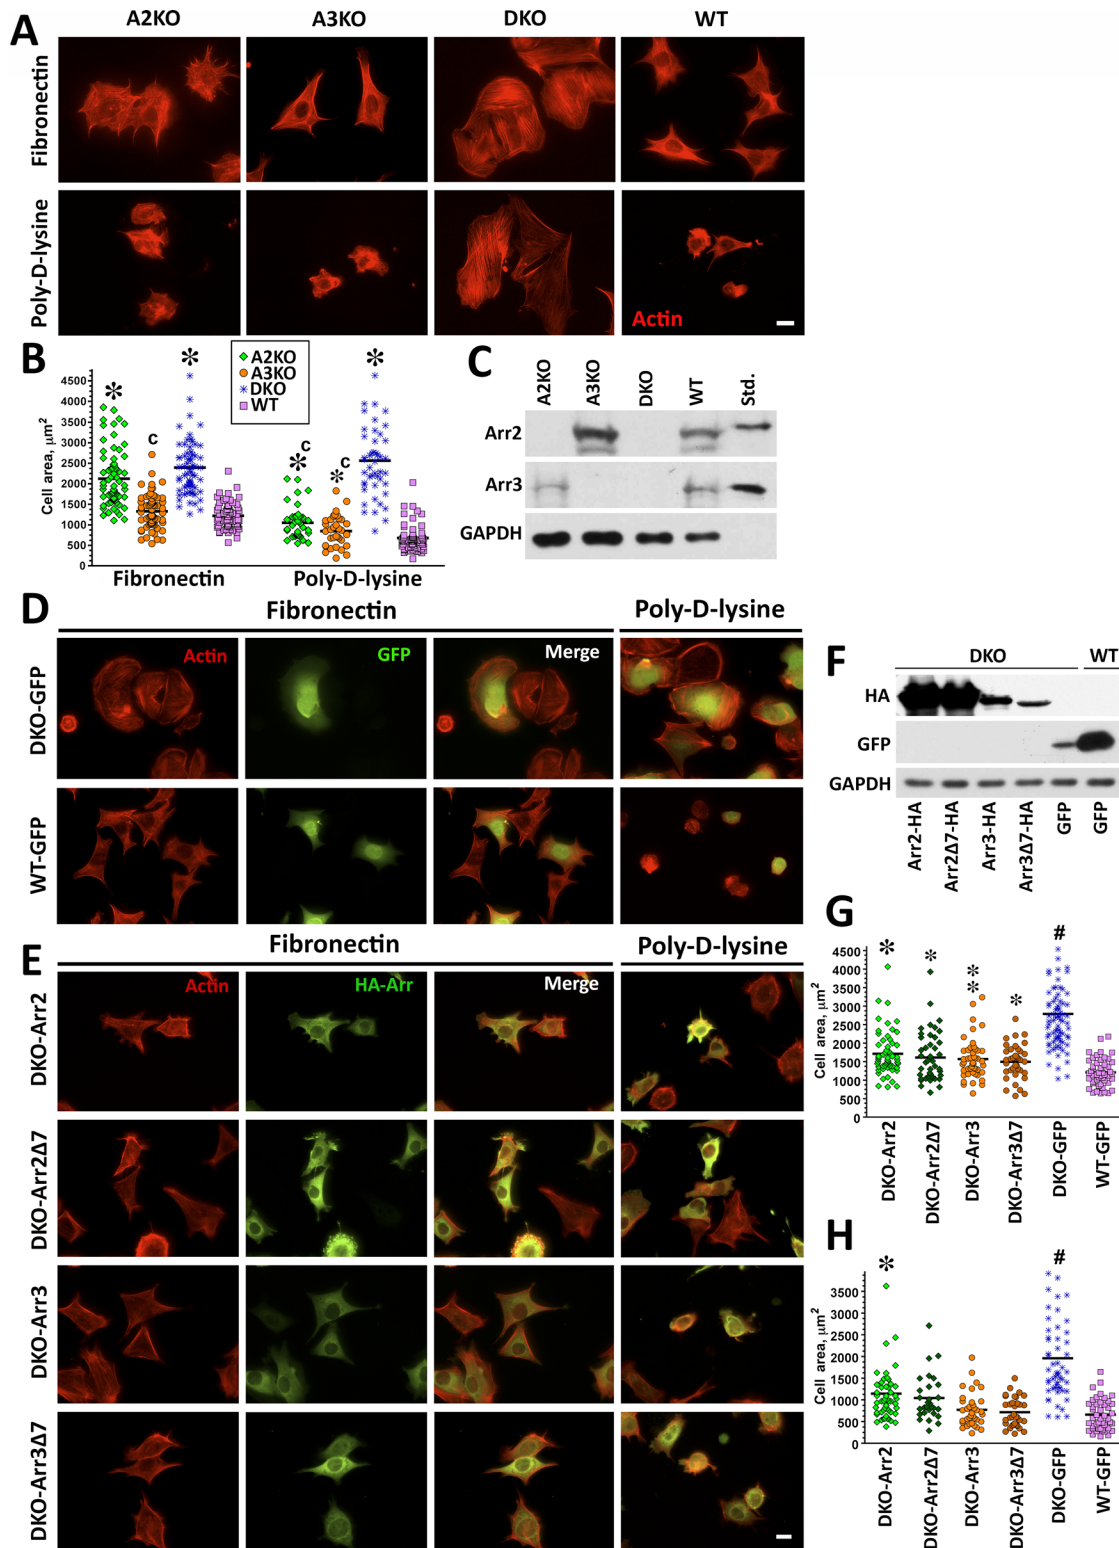 A
A2KO A3KO DKO WT
Fibronectin
Poly-D-lysine
Actin
B
A2KO
A3KO
DKO
WT
Cell area, μm²
4500
4000
3500
3000
2500
2000
1500
1000
500
0
* c * * c * c *
Fibronectin Poly-D-lysine
C
A2KO A3KO DKO WT Std.
Arr2
Arr3
GAPDH
D
Fibronectin Poly-D-lysine
Actin GFP Merge
DKO-GFP
WT-GFP
E
Fibronectin Poly-D-lysine
Actin HA-Arr Merge
DKO-Arr2
DKO-Arr2Δ7
DKO-Arr3
DKO-Arr3Δ7
F
DKO WT
HA
GFP
GAPDH
Arr2-HA Arr2Δ7-HA Arr3-HA Arr3Δ7-HA GFP GFP
G
Cell area, μm²
4500
4000
3500
3000
2500
2000
1500
1000
500
0
* * ** * #
DKO-Arr2 DKO-Arr2Δ7 DKO-Arr3 DKO-Arr3Δ7 DKO-GFP WT-GFP
H
Cell area, μm²
3500
3000
2500
2000
1500
1000
500
0
* #
DKO-Arr2 DKO-Arr2Δ7 DKO-Arr3 DKO-Arr3Δ7 DKO-GFP WT-GFP